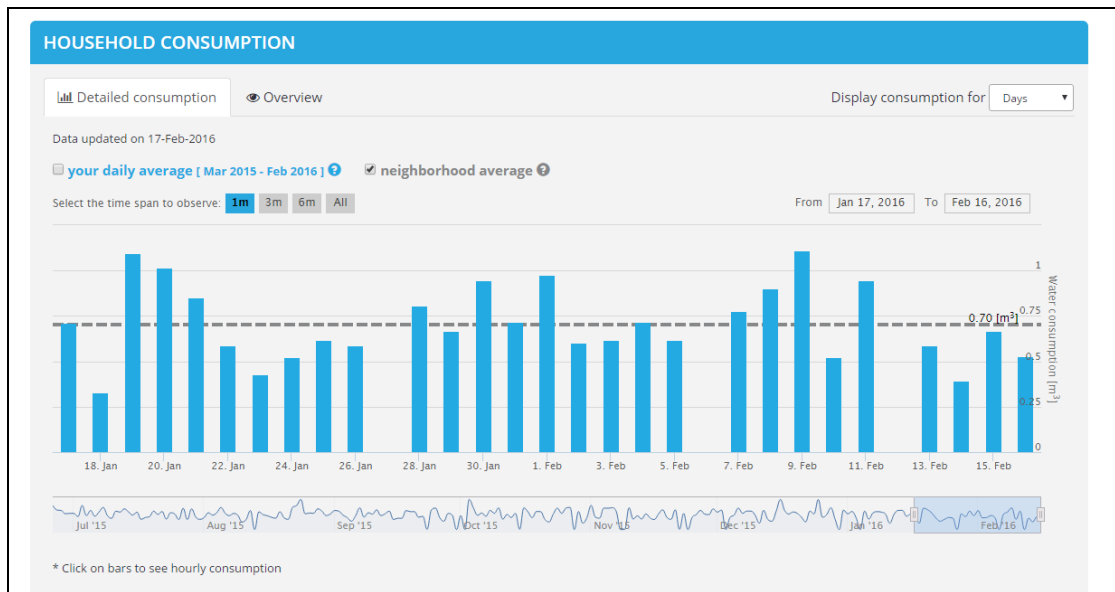 HOUSEHOLD CONSUMPTION
Detailed consumption Overview Display consumption for Days
Data updated on 17-Feb-2016
your daily average [ Mar 2015 - Feb 2016 ] ? neighborhood average ?
Select the time span to observe: 1m 3m 6m All From Jan 17, 2016 To Feb 16, 2016
1
0.75
0.70 [m³]
0.5
0.25
0
Water consumption [m³]
18. Jan 20. Jan 22. Jan 24. Jan 26. Jan 28. Jan 30. Jan 1. Feb 3. Feb 5. Feb 7. Feb 9. Feb 11. Feb 13. Feb 15. Feb
Jul '15 Aug '15 Sep '15 Oct '15 Nov '15 Dec '15 Jan '16 Feb '16
* Click on bars to see hourly consumption